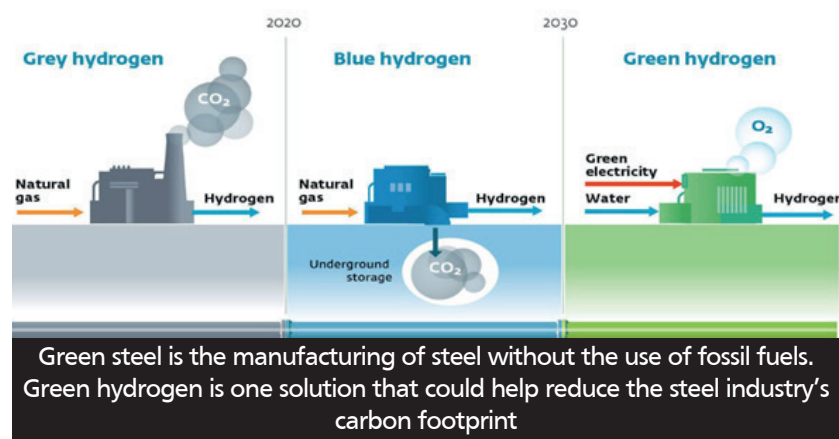 2020
2030
Grey hydrogen
Blue hydrogen
Green hydrogen
CO₂
O₂
Natural
gas
Hydrogen
Natural
gas
Hydrogen
Green
electricity
Water
Hydrogen
Underground
storage
CO₂
Green steel is the manufacturing of steel without the use of fossil fuels.
Green hydrogen is one solution that could help reduce the steel industry’s
carbon footprint